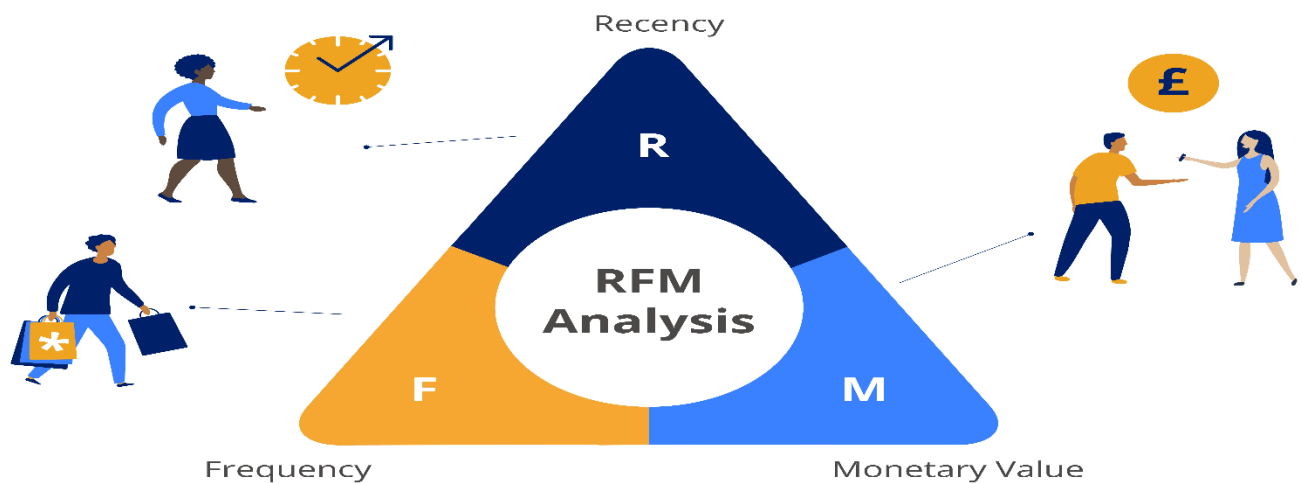 Recency
£
R
RFM
Analysis
*
F
M
Frequency
Monetary Value